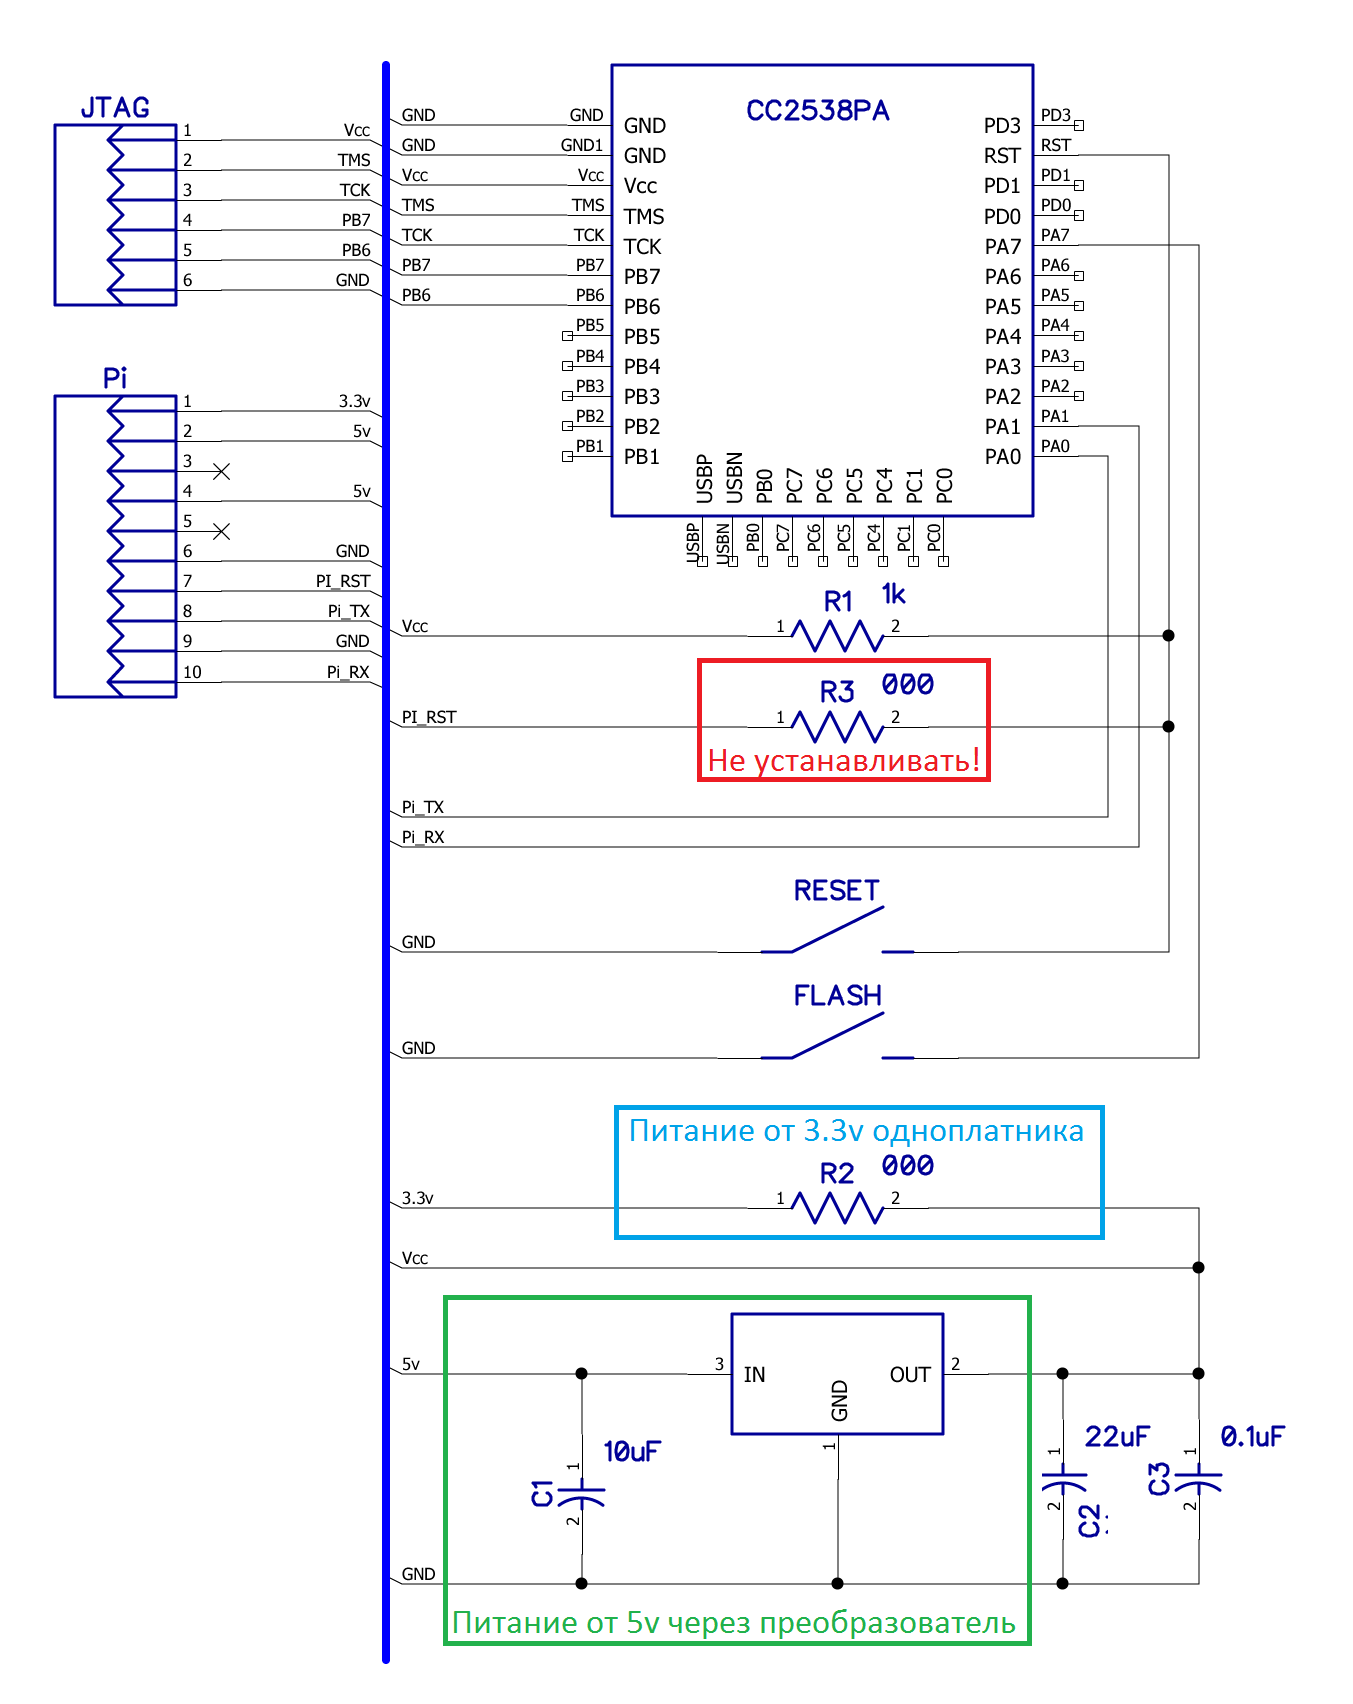 JTAG
1 Vcc
2 TMS
3 TCK
4 PB7
5 PB6
6 GND
Pi
1 3.3v
2 5v
3
4 5v
5
6 GND
7 PI_RST
8 Pi_TX
9 GND
10 Pi_RX
CC2538PA
GND GND GND
GND GND1 GND
Vcc Vcc Vcc
TMS TMS TMS
TCK TCK TCK
PB7 PB7 PB7
PB6 PB6 PB6
PB5 PB5
PB4 PB4
PB3 PB3
PB2 PB2
PB1 PB1
PD3 PD3
RST RST
PD1 PD1
PD0 PD0
PA7 PA7
PA6 PA6
PA5 PA5
PA4 PA4
PA3 PA3
PA2 PA2
PA1 PA1
PA0 PA0
USBP USBN PB0 PC7 PC6 PC5 PC4 PC1 PC0
USBP USBN PB0 PC7 PC6 PC5 PC4 PC1 PC0
R1 1k
Vcc 1 2
R3 000
PI_RST 1 2
Не устанавливать!
Pi_TX
Pi_RX
RESET
GND
FLASH
GND
Питание от 3.3v одноплатника
R2 000
3.3v 1 2
Vcc
5v 3 IN OUT 2
GND
1
C1 10uF
1
2
22uF
1
2
C2
C3 0.1uF
1
2
GND
Питание от 5v через преобразователь